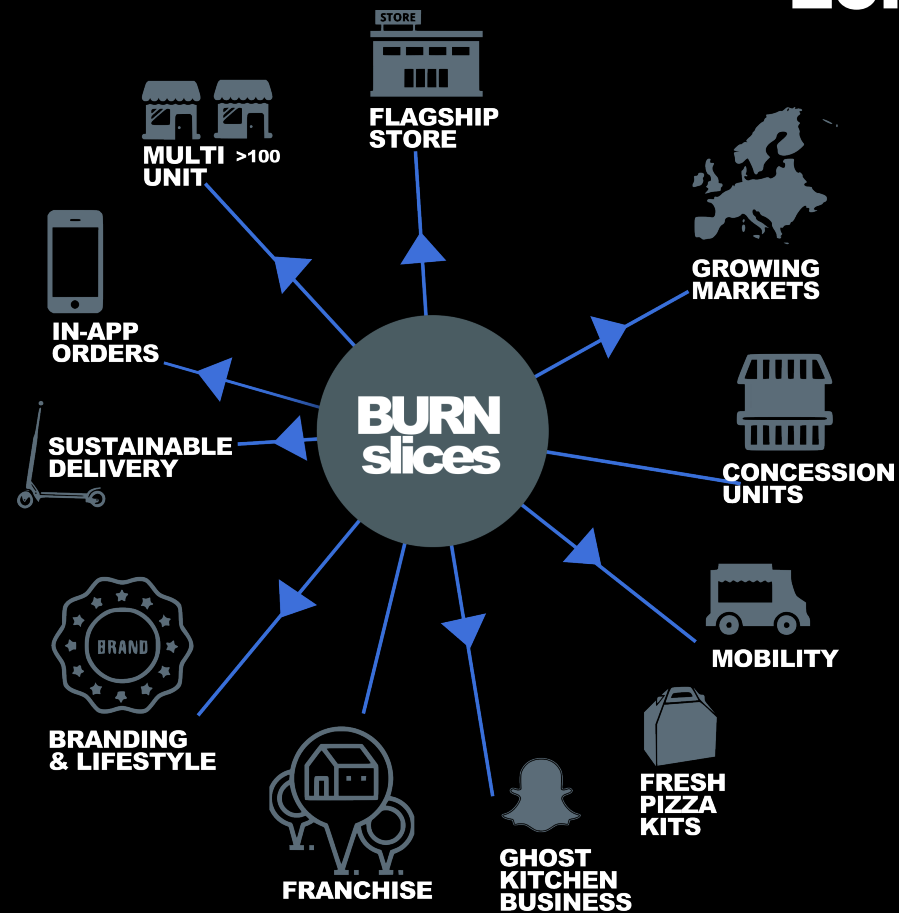 STORE
FLAGSHIP
STORE
MULTI >100
UNIT
GROWING
MARKETS
IN-APP
ORDERS
BURN
slices
SUSTAINABLE
DELIVERY
CONCESSION
UNITS
BRAND
MOBILITY
BRANDING
& LIFESTYLE
FRESH
PIZZA
KITS
GHOST
KITCHEN
BUSINESS
FRANCHISE